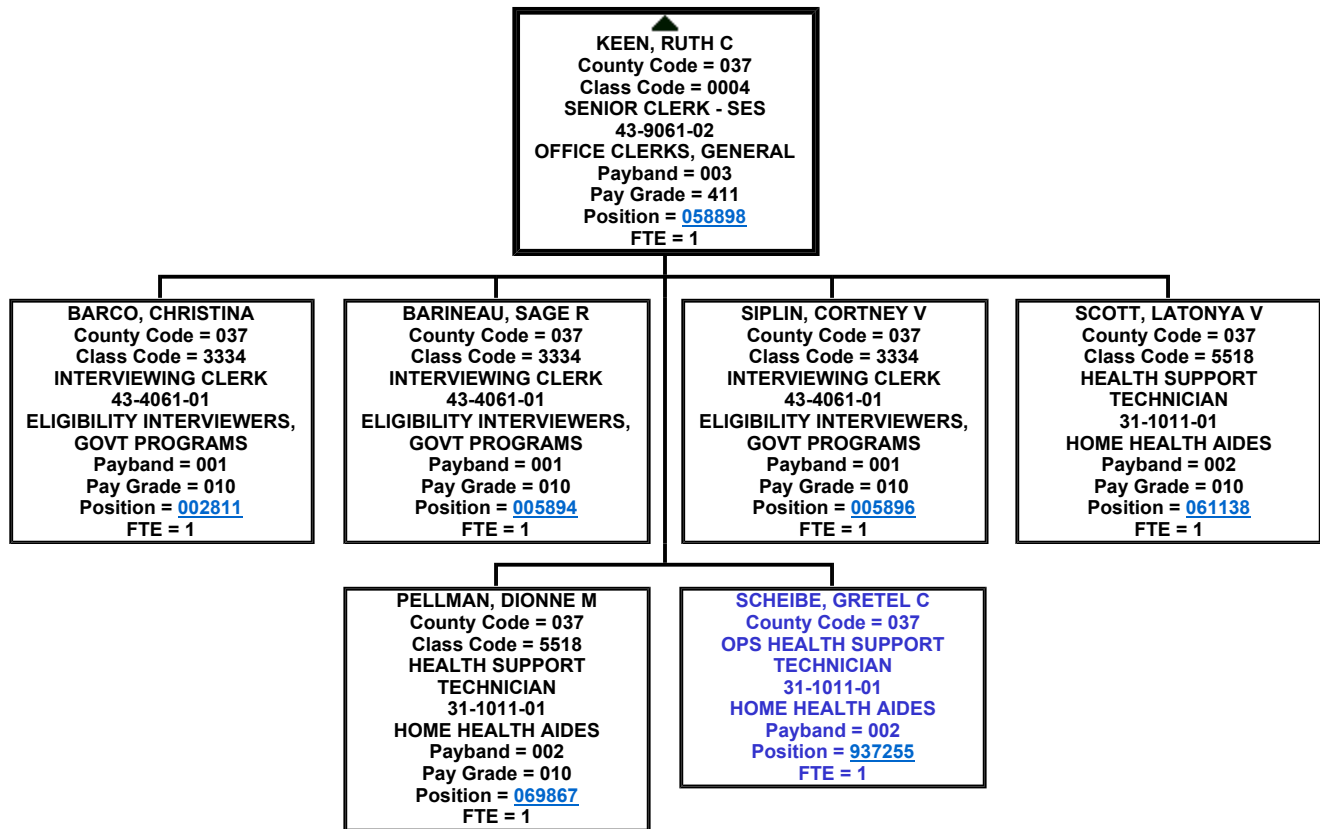 KEEN, RUTH C
County Code = 037
Class Code = 0004
SENIOR CLERK - SES
43-9061-02
OFFICE CLERKS, GENERAL
Payband = 003
Pay Grade = 411
Position = 058898
FTE = 1
BARCO, CHRISTINA
County Code = 037
Class Code = 3334
INTERVIEWING CLERK
43-4061-01
ELIGIBILITY INTERVIEWERS,
GOVT PROGRAMS
Payband = 001
Pay Grade = 010
Position = 002811
FTE = 1
BARINEAU, SAGE R
County Code = 037
Class Code = 3334
INTERVIEWING CLERK
43-4061-01
ELIGIBILITY INTERVIEWERS,
GOVT PROGRAMS
Payband = 001
Pay Grade = 010
Position = 005894
FTE = 1
SIPLIN, CORTNEY V
County Code = 037
Class Code = 3334
INTERVIEWING CLERK
43-4061-01
ELIGIBILITY INTERVIEWERS,
GOVT PROGRAMS
Payband = 001
Pay Grade = 010
Position = 005896
FTE = 1
SCOTT, LATONYA V
County Code = 037
Class Code = 5518
HEALTH SUPPORT
TECHNICIAN
31-1011-01
HOME HEALTH AIDES
Payband = 002
Pay Grade = 010
Position = 061138
FTE = 1
PELLMAN, DIONNE M
County Code = 037
Class Code = 5518
HEALTH SUPPORT
TECHNICIAN
31-1011-01
HOME HEALTH AIDES
Payband = 002
Pay Grade = 010
Position = 069867
FTE = 1
SCHEIBE, GRETEL C
County Code = 037
OPS HEALTH SUPPORT
TECHNICIAN
31-1011-01
HOME HEALTH AIDES
Payband = 002
Position = 937255
FTE = 1